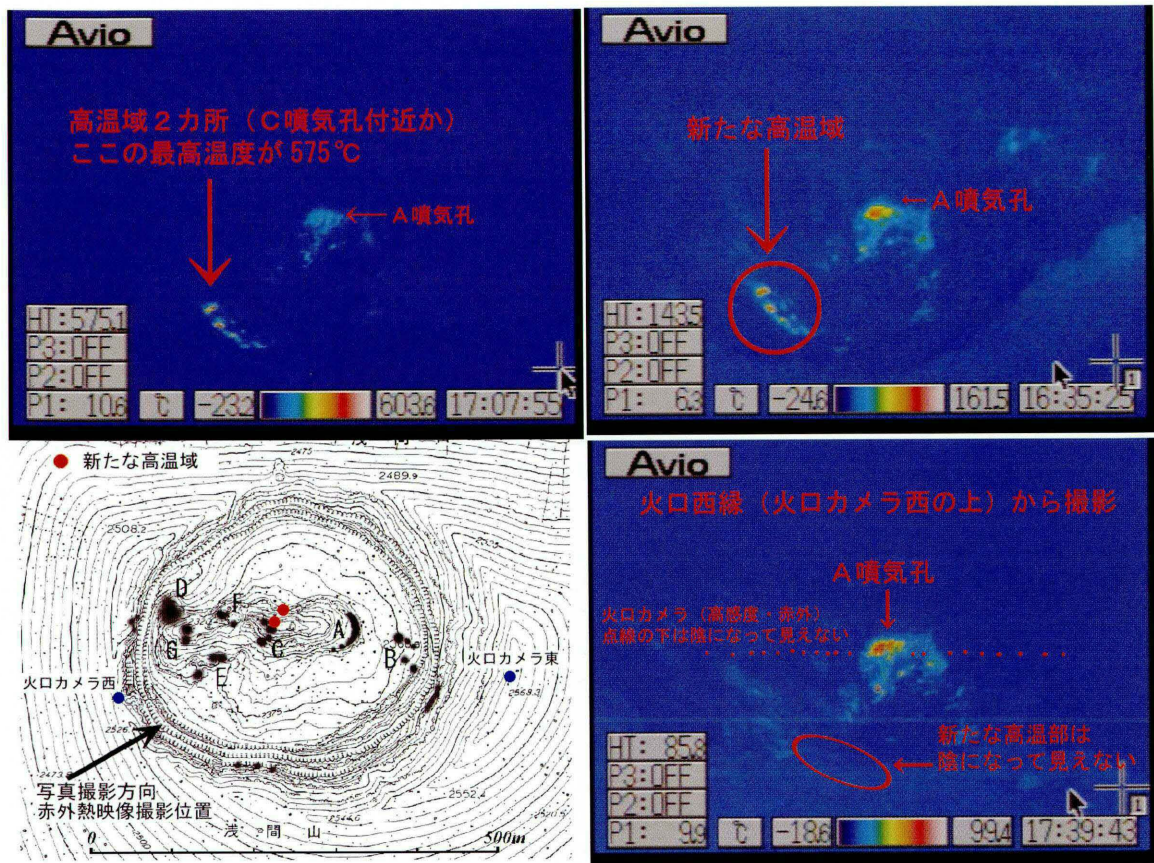 Avio
高温域２カ所（C噴気孔付近か）
ここの最高温度が 575℃
←A噴気孔
HT:575.1
P3:OFF
P2:OFF
P1: 10.6
℃
-23.2
603.6
17:07:55
Avio
新たな高温域
←A噴気孔
HT:143.5
P3:OFF
P2:OFF
P1: 6.3
℃
-24.6
161.5
16:35:25
1
新たな高温域
2475
2489.9
2508.2
D
F
A
G
C
B
E
火口カメラ西
火口カメラ東
2568.3
2375
2552.4
2544.6
2500
写真撮影方向
赤外熱映像撮影位置
浅間山
0
500m
Avio
火口西縁（火口カメラ西の上）から撮影
A噴気孔
火口カメラ（高感度・赤外）
点線の下は陰になって見えない
新たな高温部は
←陰になって見えない
HT: 85.8
P3:OFF
P2:OFF
P1: 9.9
℃
-18.6
99.4
17:39:43
1